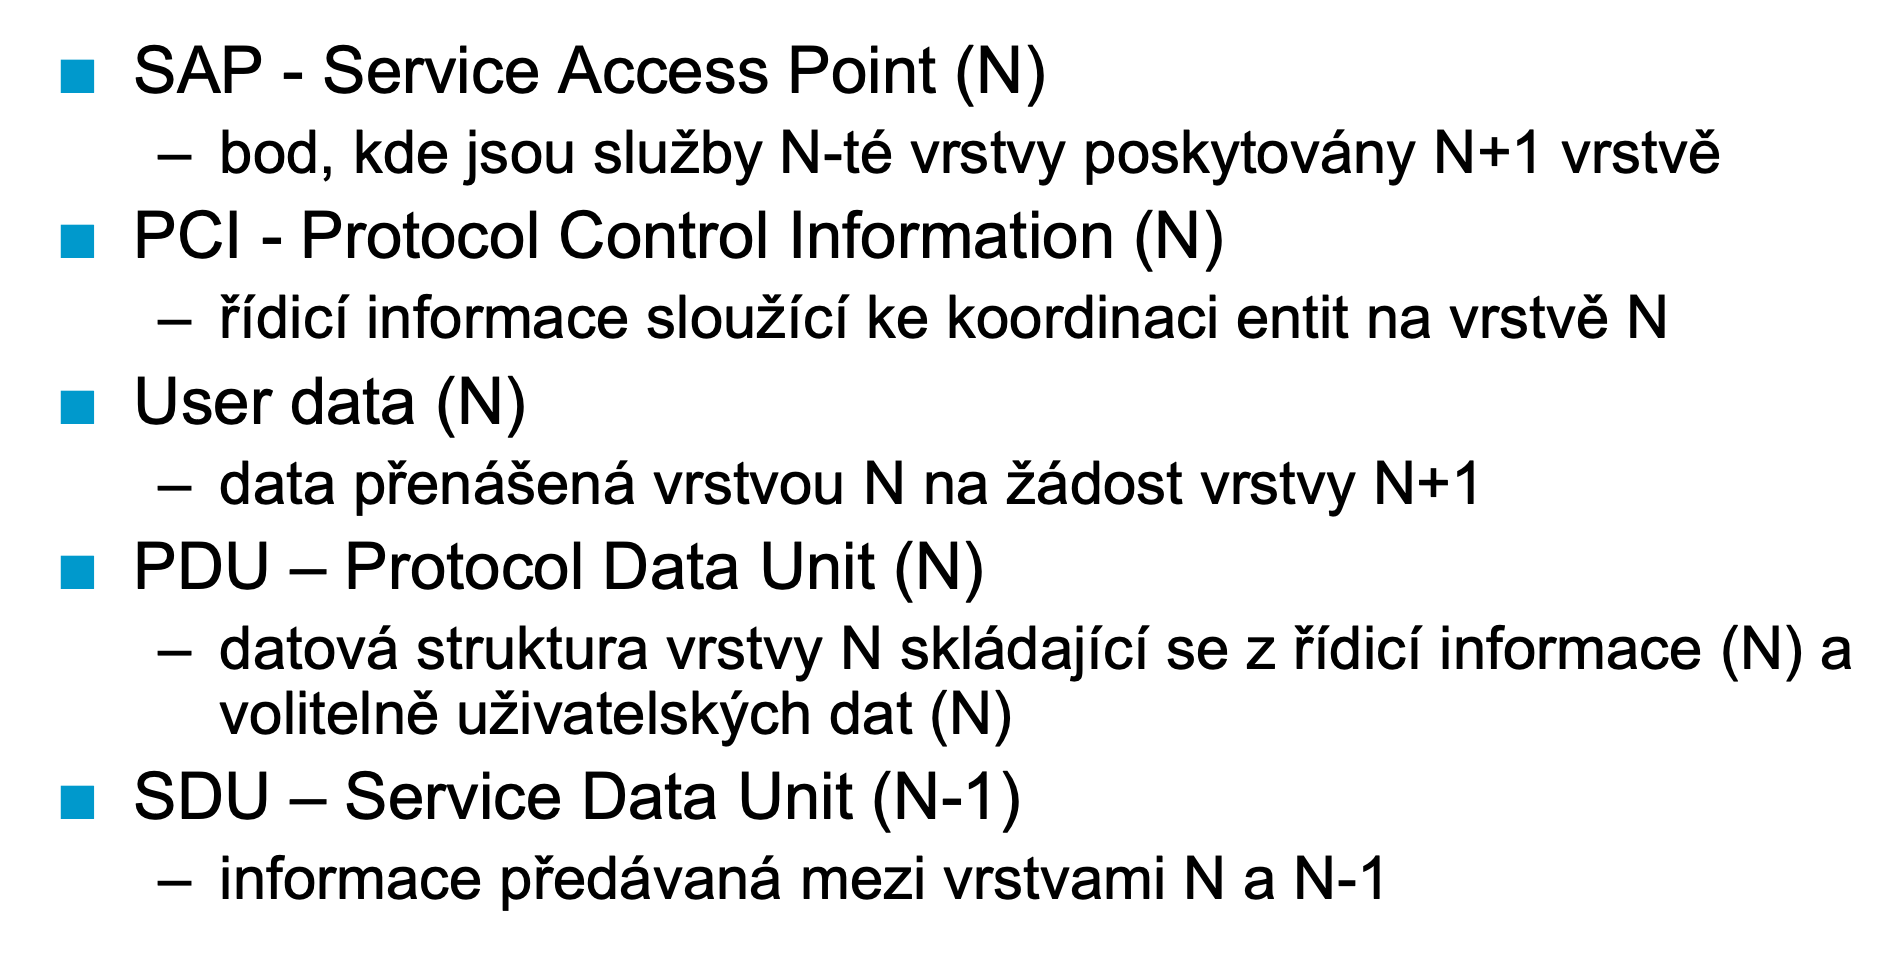 ■ SAP - Service Access Point (N)
– bod, kde jsou služby N-té vrstvy poskytovány N+1 vrstvě
■ PCI - Protocol Control Information (N)
– řídicí informace sloužící ke koordinaci entit na vrstvě N
■ User data (N)
– data přenášená vrstvou N na žádost vrstvy N+1
■ PDU – Protocol Data Unit (N)
– datová struktura vrstvy N skládající se z řídicí informace (N) a
volitelně uživatelských dat (N)
■ SDU – Service Data Unit (N-1)
– informace předávaná mezi vrstvami N a N-1